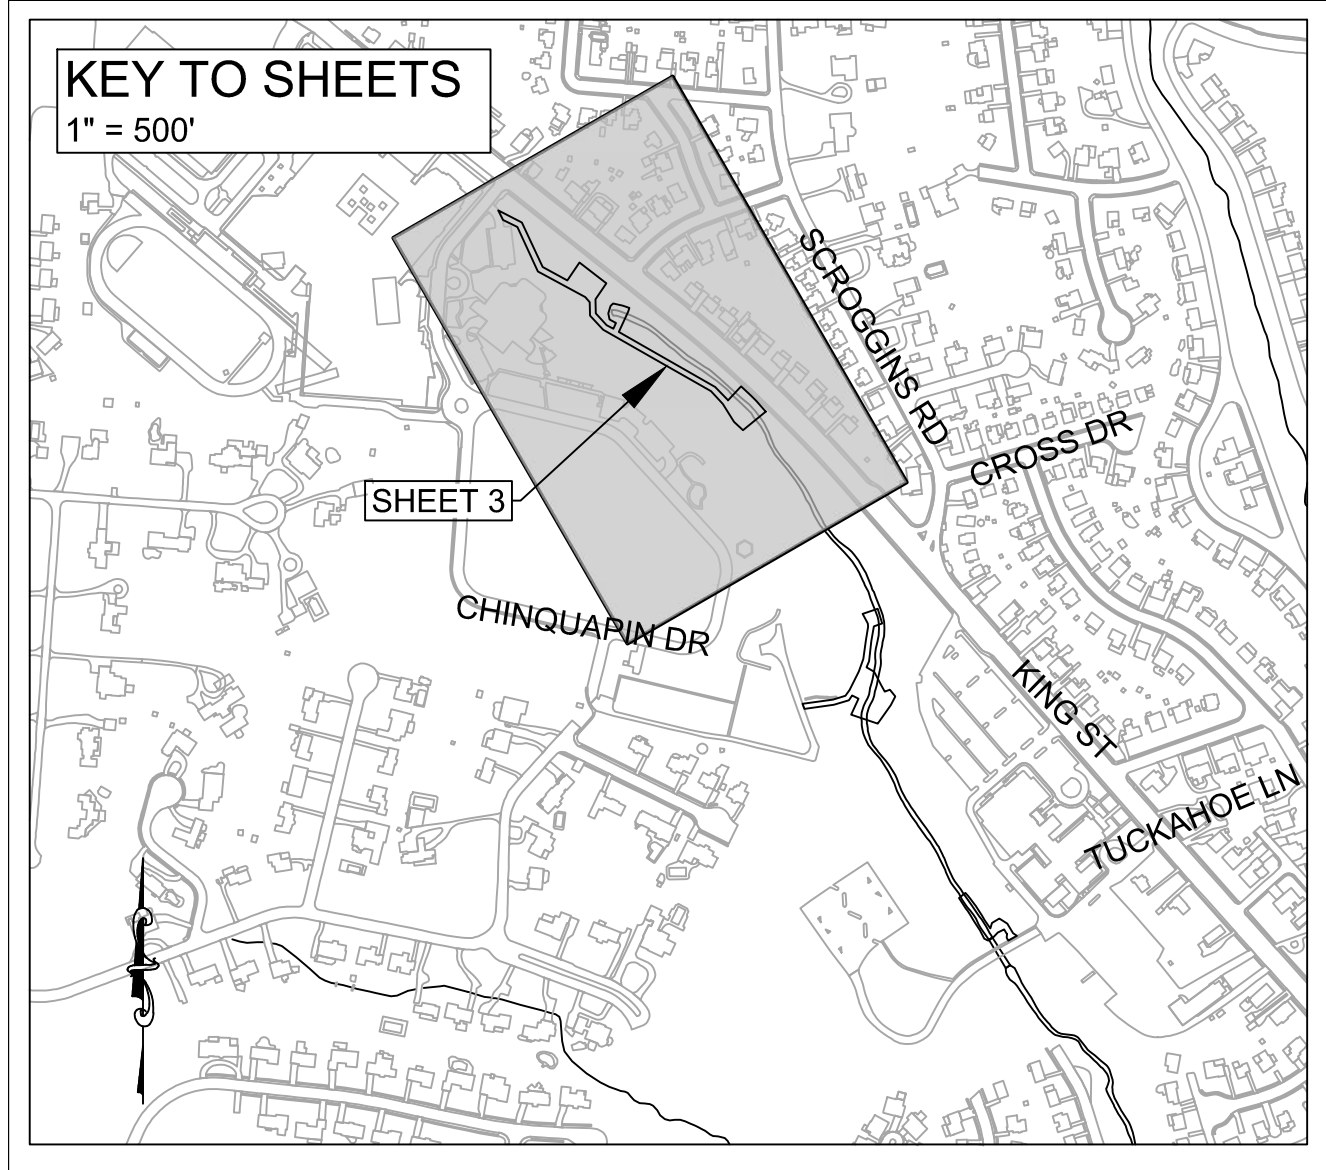 KEY TO SHEETS
1" = 500'
SCROGGINS RD
CROSS DR
SHEET 3
CHINQUAPIN DR
KING ST
TUCKAHOE LN